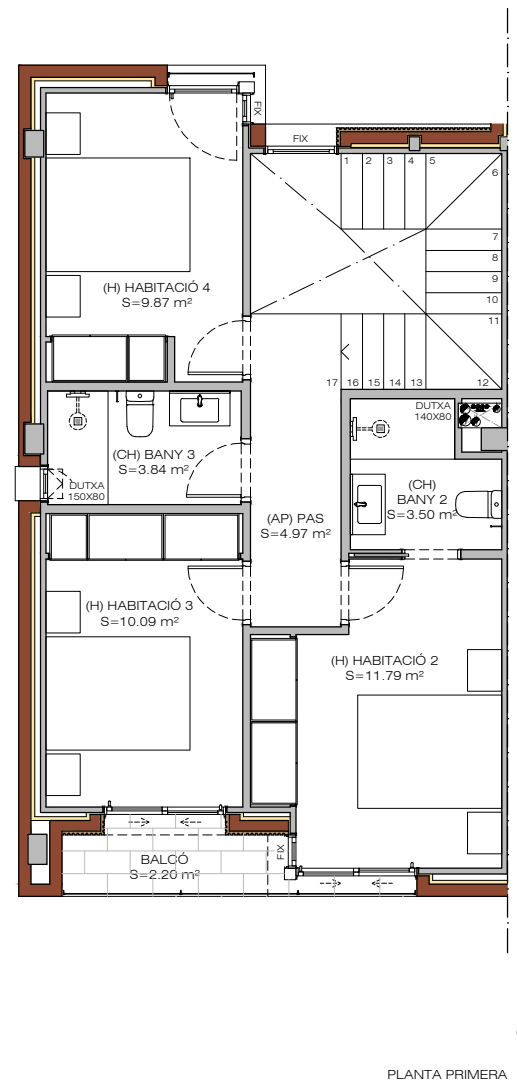 FIX
FIX
1 2 3 4 5
6
7
8
9
10
11
(H) HABITACIÓ 4
S=9.87 m²
17 16 15 14 13 12
DUTXA
140X80
(CH) BANY 3
S=3.84 m²
DUTXA
150X80
(CH)
BANY 2
S=3.50 m²
(AP) PAS
S=4.97 m²
(H) HABITACIÓ 3
S=10.09 m²
(H) HABITACIÓ 2
S=11.79 m²
BALCÓ
S=2.20 m²
FIX
PLANTA PRIMERA